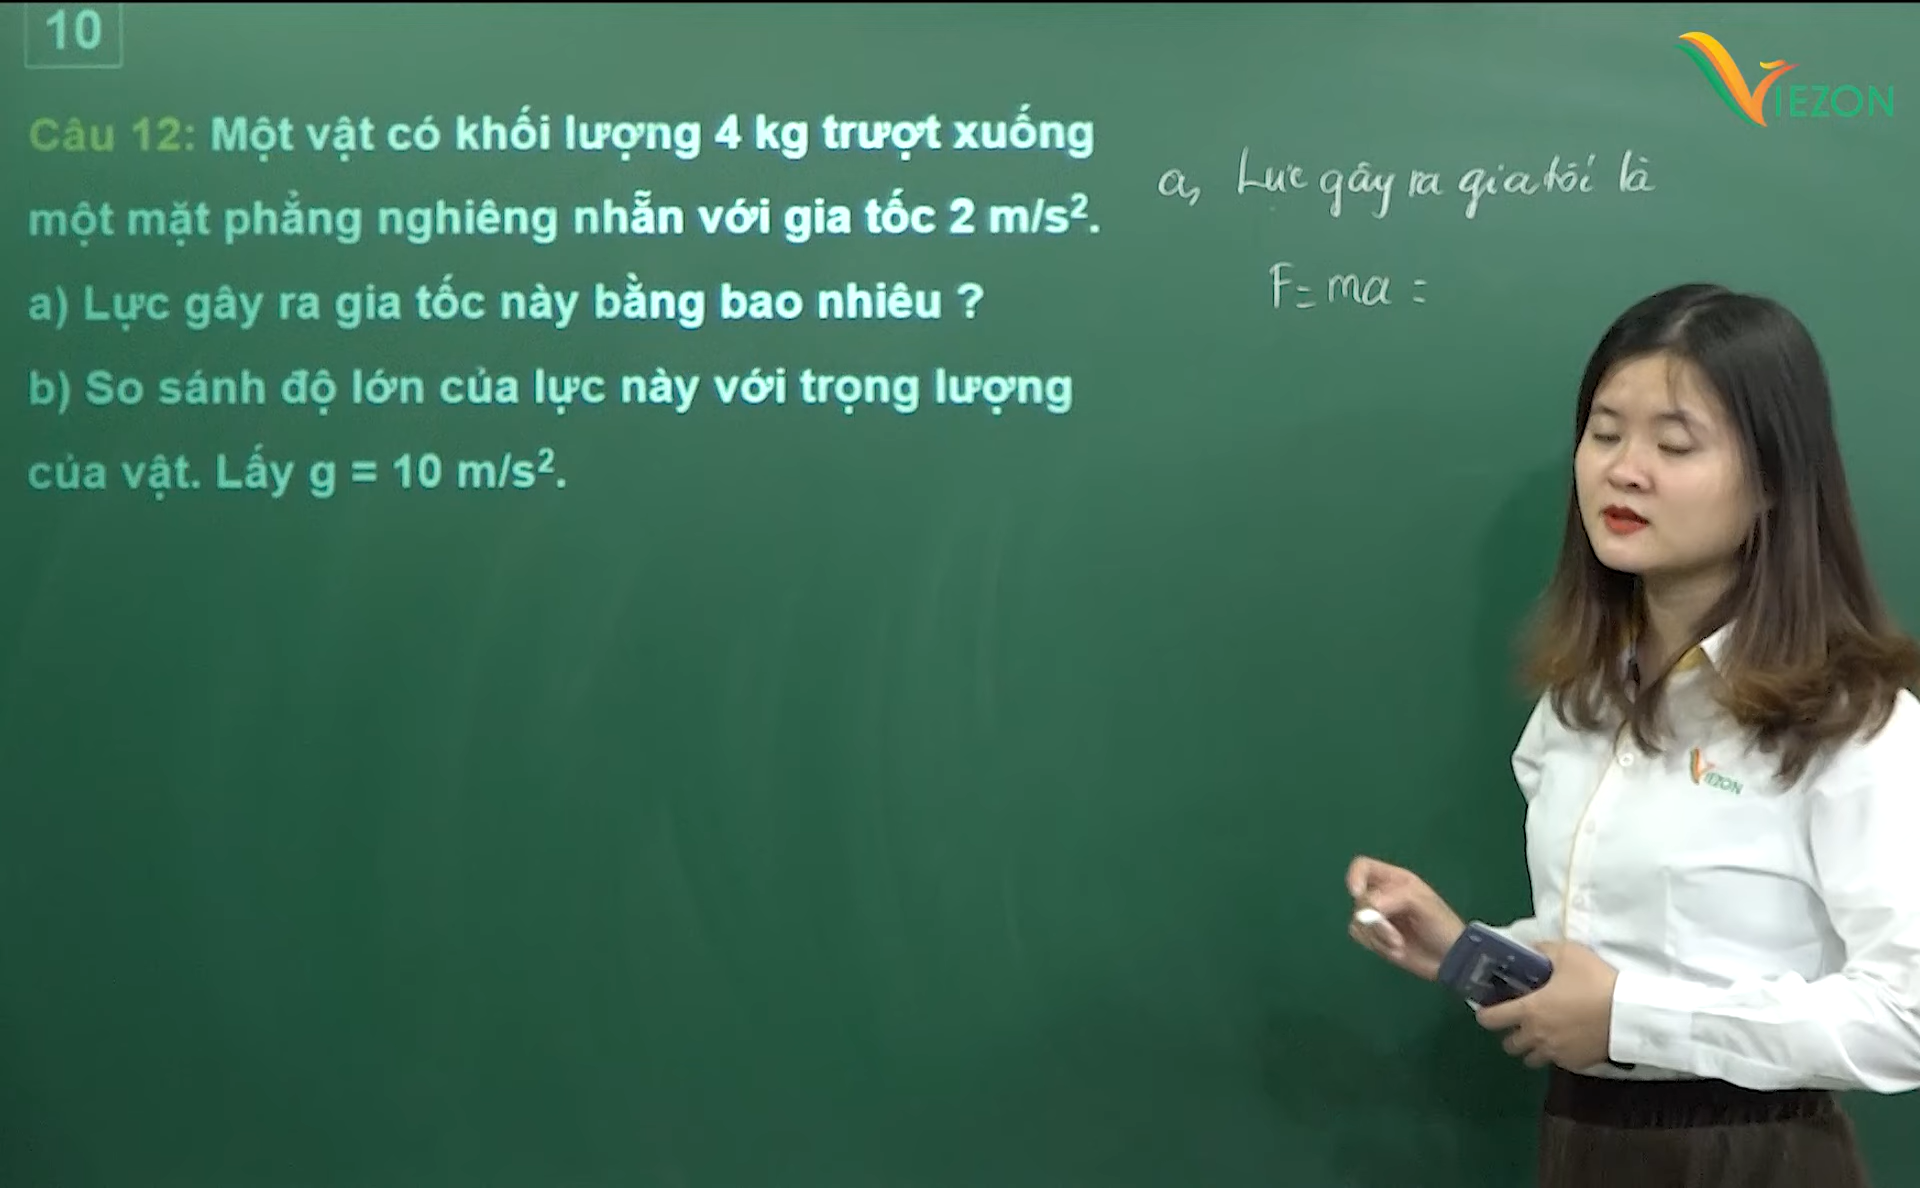 10
VIEZON
Câu 12: Một vật có khối lượng 4 kg trượt xuống
một mặt phẳng nghiêng nhẵn với gia tốc 2 m/s².
a) Lực gây ra gia tốc này bằng bao nhiêu ?
b) So sánh độ lớn của lực này với trọng lượng
của vật. Lấy g = 10 m/s².
a, Lực gây ra gia tốc là
F = ma =
VIEZON